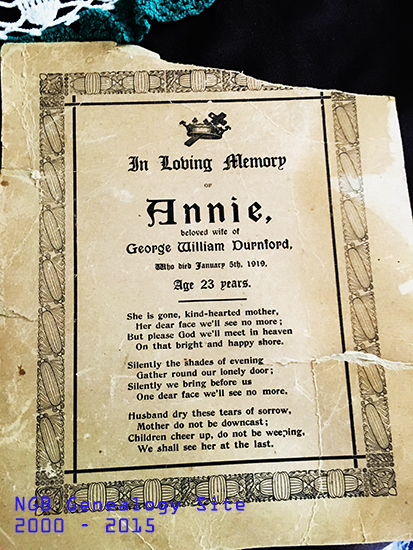 In Loving Memory
OF
Annie,
beloved wife of
George William Durnford,
Who died January 5th, 1919,
Age 23 years.
She is gone, kind-hearted mother,
Her dear face we'll see no more;
But please God we'll meet in heaven
On that bright and happy shore.
Silently the shades of evening
Gather round our lonely door;
Silently we bring before us
One dear face we'll see no more.
Husband dry these tears of sorrow,
Mother do not be downcast;
Children cheer up, do not be weeping,
We shall see her at the last.
NGB Genealogy Site
2000 - 2015